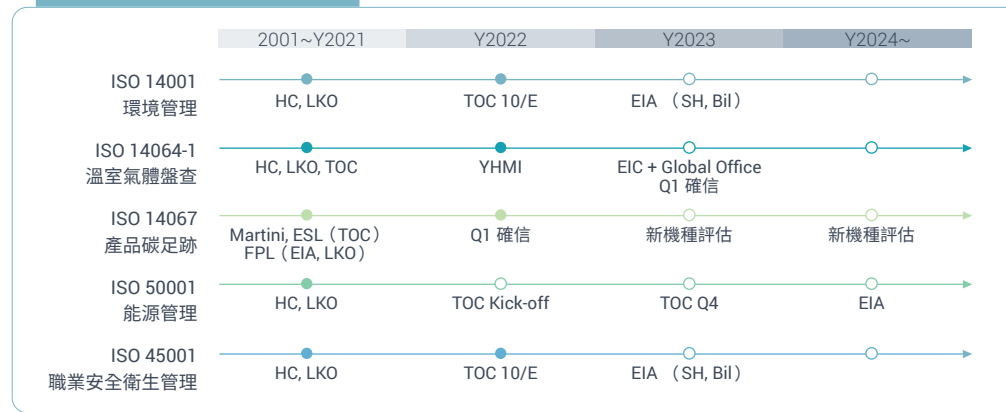 2001~Y2021 Y2022 Y2023 Y2024~
ISO 14001
環境管理
HC, LKO TOC 10/E EIA （SH, Bil）
ISO 14064-1
溫室氣體盤查
HC, LKO, TOC YHMI EIC + Global Office
Q1 確信
ISO 14067
產品碳足跡
Martini, ESL（TOC） Q1 確信 新機種評估 新機種評估
FPL（EIA, LKO）
ISO 50001
能源管理
HC, LKO TOC Kick-off TOC Q4 EIA
ISO 45001
職業安全衛生管理
HC, LKO TOC 10/E EIA （SH, Bil）